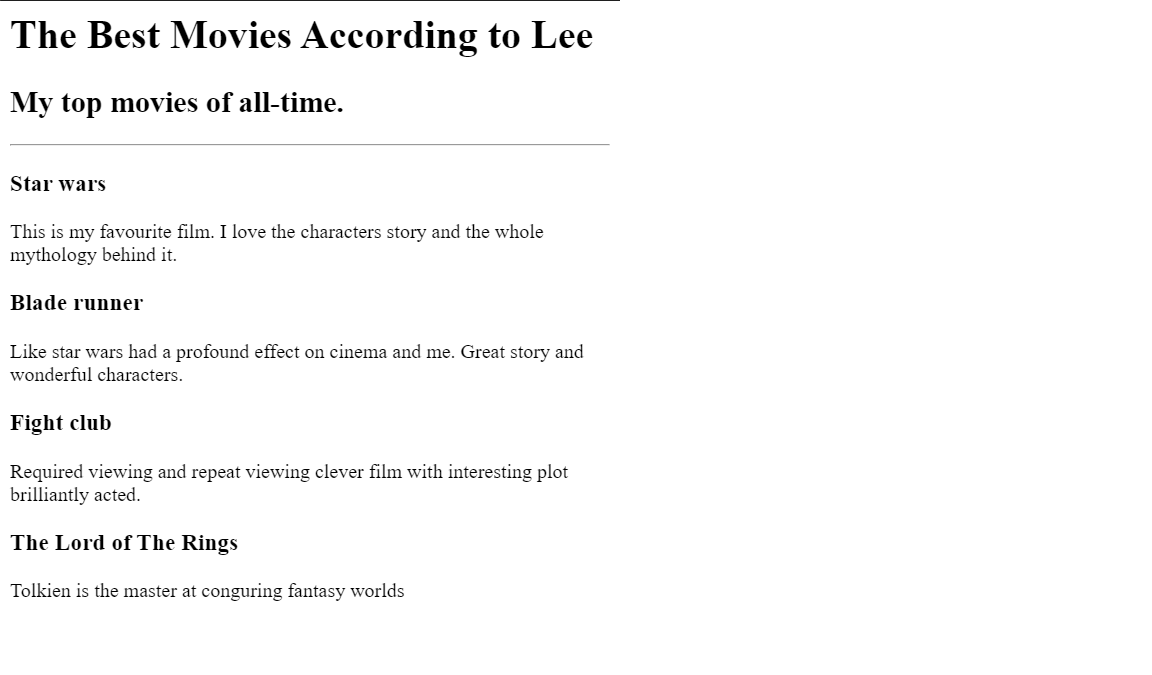 The Best Movies According to Lee
My top movies of all-time.
Star wars
This is my favourite film. I love the characters story and the whole
mythology behind it.
Blade runner
Like star wars had a profound effect on cinema and me. Great story and
wonderful characters.
Fight club
Required viewing and repeat viewing clever film with interesting plot
brilliantly acted.
The Lord of The Rings
Tolkien is the master at conguring fantasy worlds